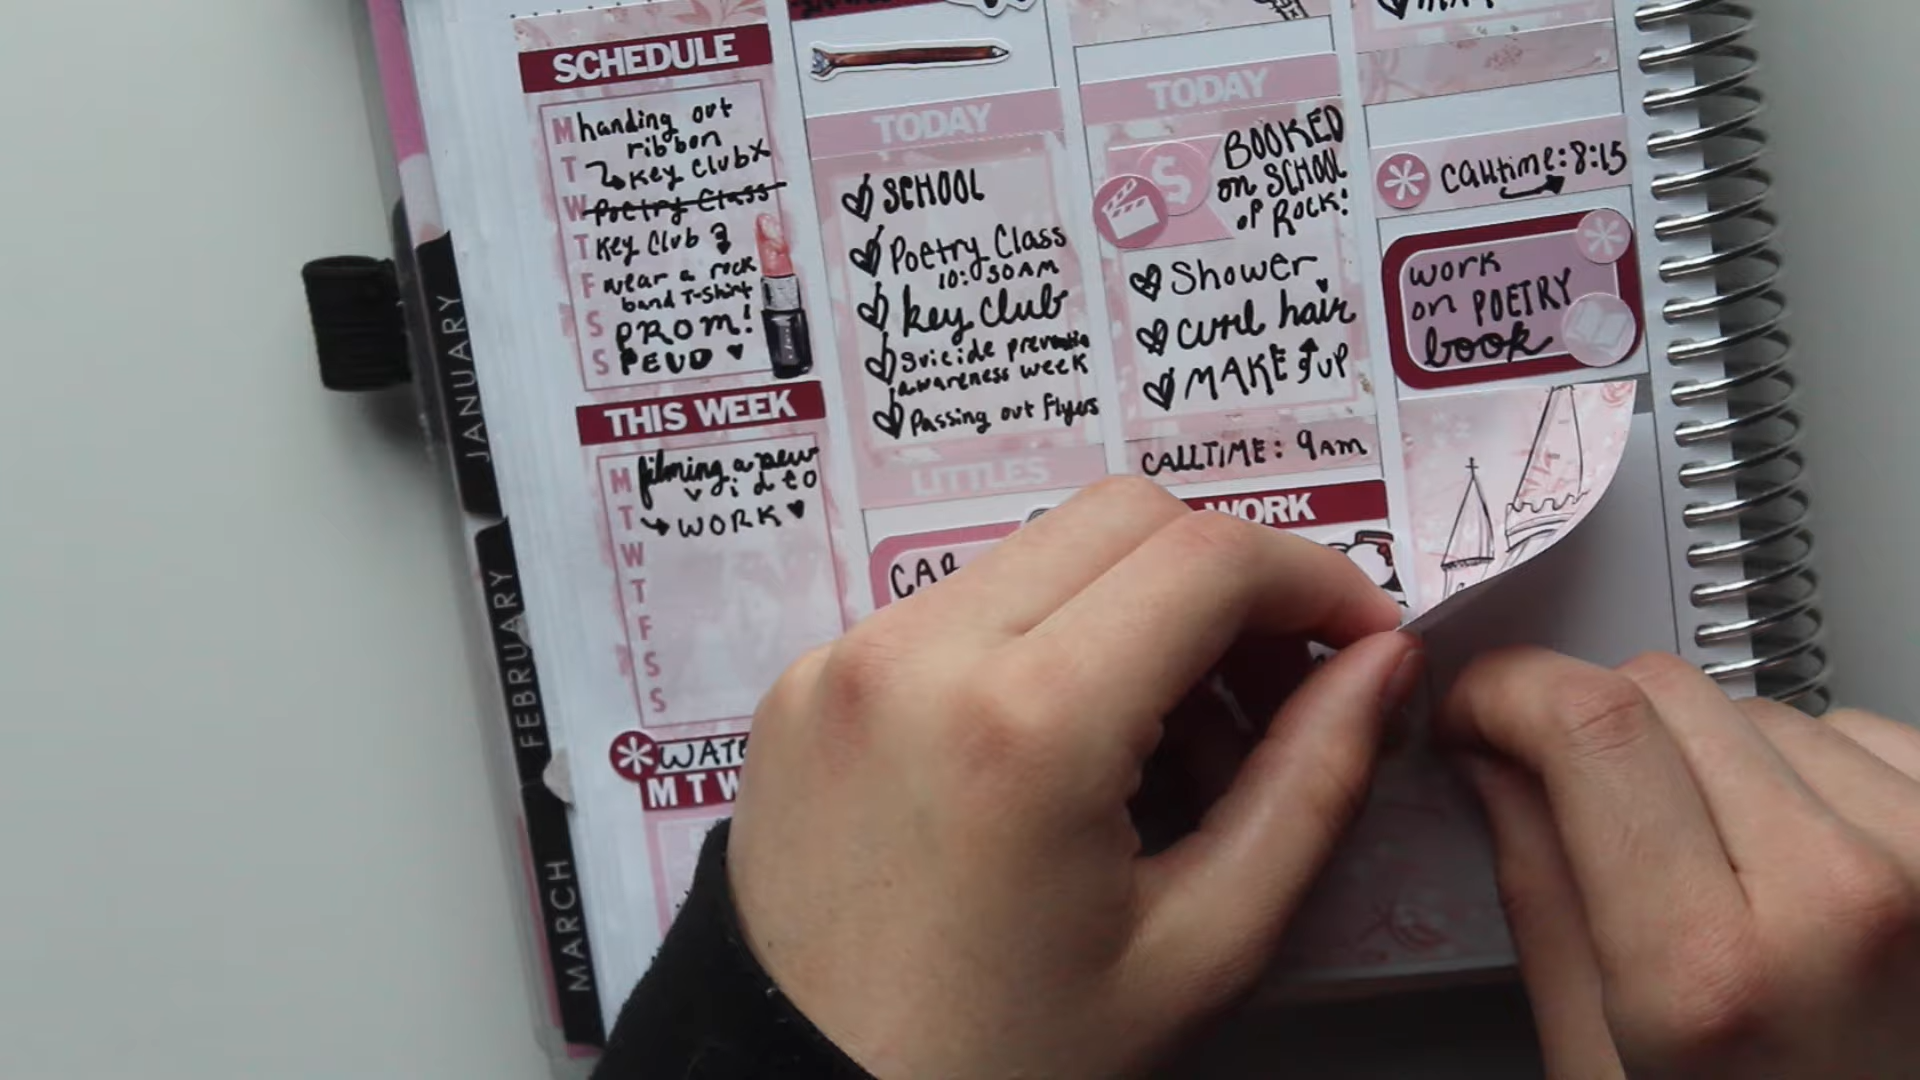 SCHEDULE
M handing out
ribbon
T ↳ Key Club X
W Poetry Class
T Key Club
F wear a rock
band T-shirt
S PROM!
S PEUD ♥
THIS WEEK
M filming a new
video
T → WORK ♥
W
T
F
S
S
WATE
M T W
TODAY
SCHOOL
Poetry Class
10:30AM
Key Club
Suicide prevention
awareness week
Passing out flyers
LITTLES
CAR
TODAY
BOOKED
on SCHOOL
of ROCK!
Shower
curl hair
MAKE UP
CALLTIME: 9AM
WORK
Calltime: 8:15
work
on POETRY
book
JANUARY
FEBRUARY
MARCH